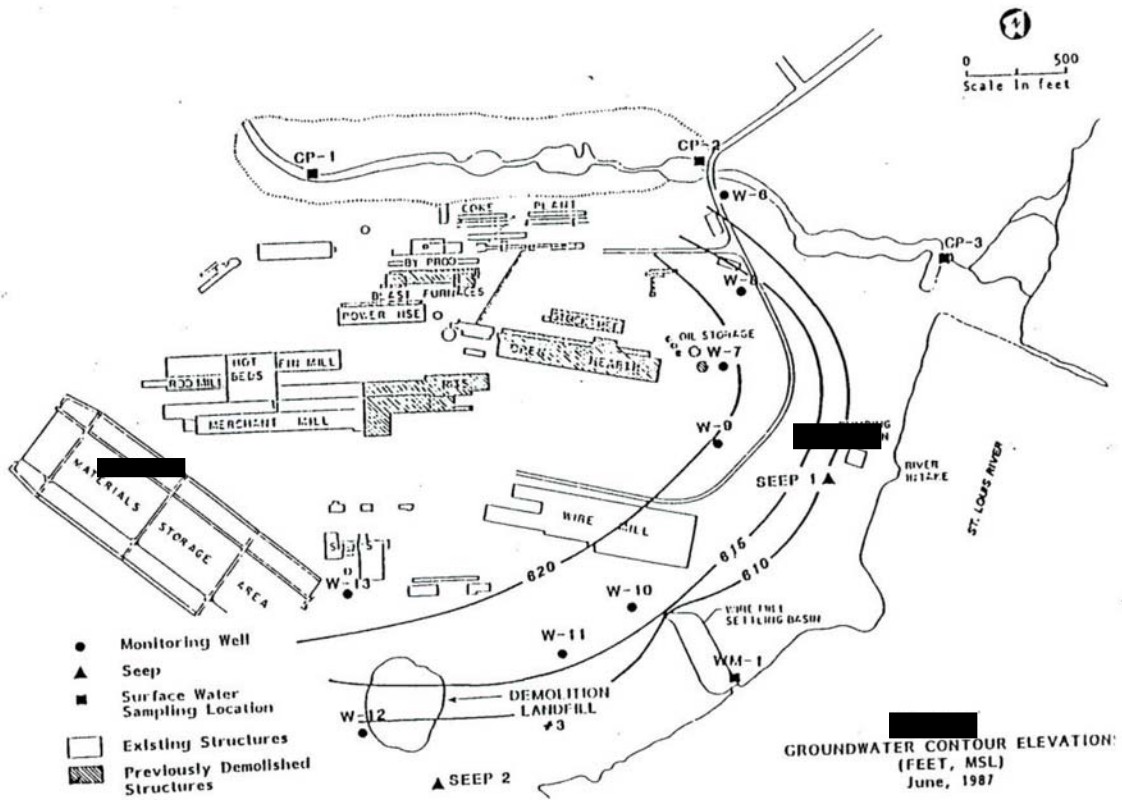 N
0 500
Scale In feet
CP-1
CP-2
W-6
COKE PLANT
CP-3
BY PROD
BLAST FURNACES
W-8
POWER HSE
OIL STORAGE
W-7
OPEN HEARTH
HOT BEDS
FIN MILL
ROD MILL
MERCHANT MILL
W-9
SEEP 1
RIVER
INTAKE
ST. LOUIS RIVER
MATERIALS
STORAGE
AREA
WIRE MILL
W-13
620
615
610
W-10
SETTLING BASIN
W-11
WM-1
Monitoring Well
Seep
Surface Water
Sampling Location
Existing Structures
Previously Demolished
Structures
DEMOLITION
LANDFILL
W-12
SEEP 2
GROUNDWATER CONTOUR ELEVATION
(FEET, MSL)
June, 1987